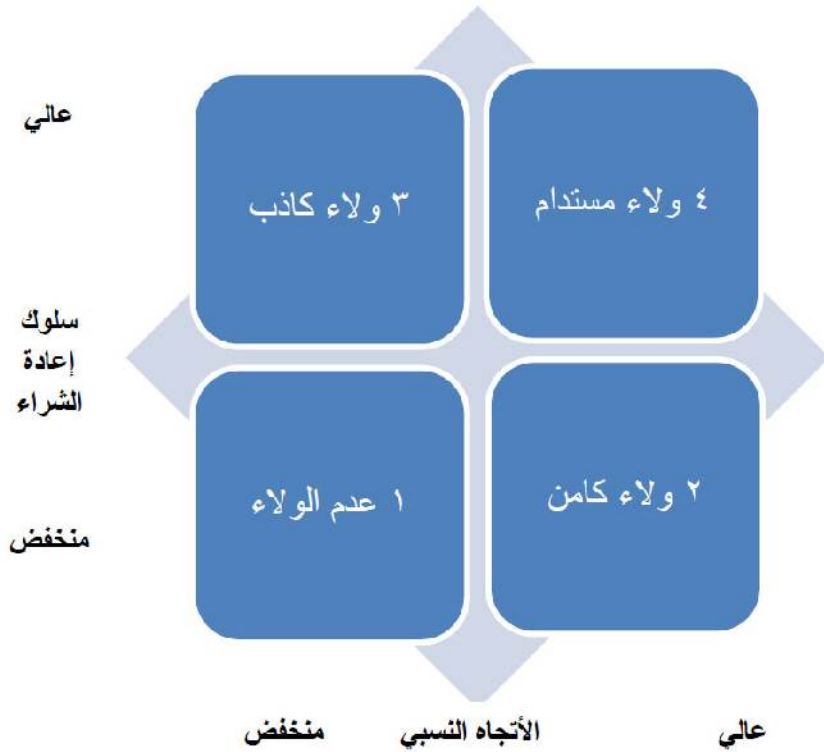 عالي
٤ ولاء مستدام
٣ ولاء كاذب
سلوك
إعادة
الشراء
٢ ولاء كامن
١ عدم الولاء
منخفض
عالي
الأتجاه النسبي
منخفض